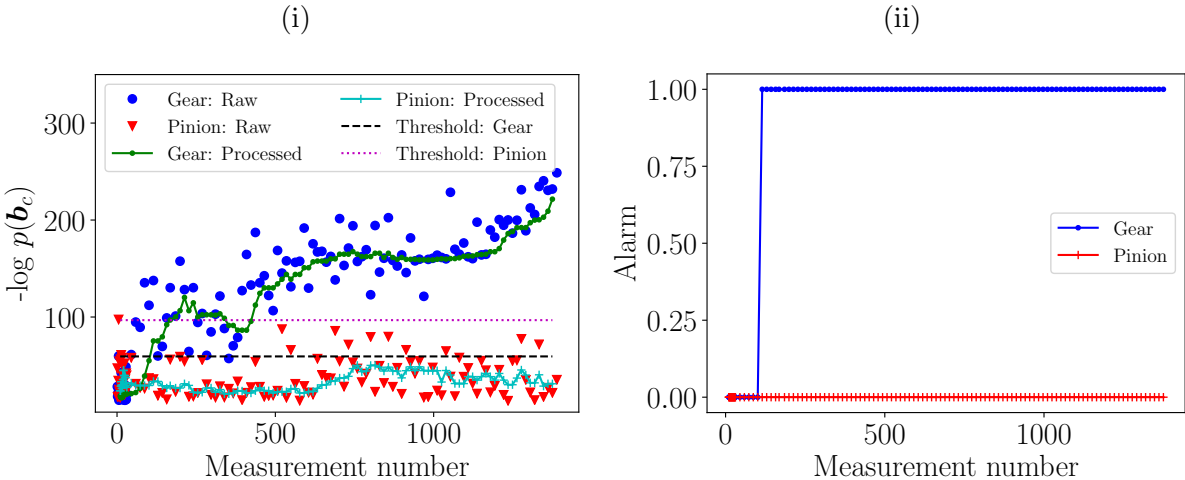 (i)
(ii)
Gear: Raw
Pinion: Raw
Gear: Processed
Pinion: Processed
Threshold: Gear
Threshold: Pinion
300
200
100
-log p(b_c)
0
500
1000
Measurement number
1.00
0.75
0.50
0.25
0.00
Alarm
Gear
Pinion
0
500
1000
Measurement number